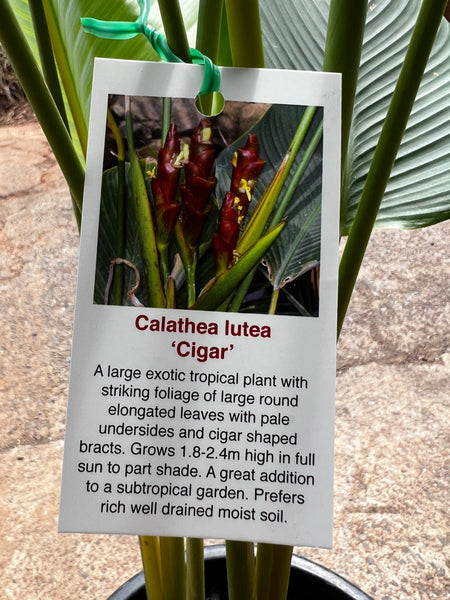 Calathea lutea
‘Cigar’
A large exotic tropical plant with
striking foliage of large round
elongated leaves with pale
undersides and cigar shaped
bracts. Grows 1.8-2.4m high in full
sun to part shade. A great addition
to a subtropical garden. Prefers
rich well drained moist soil.